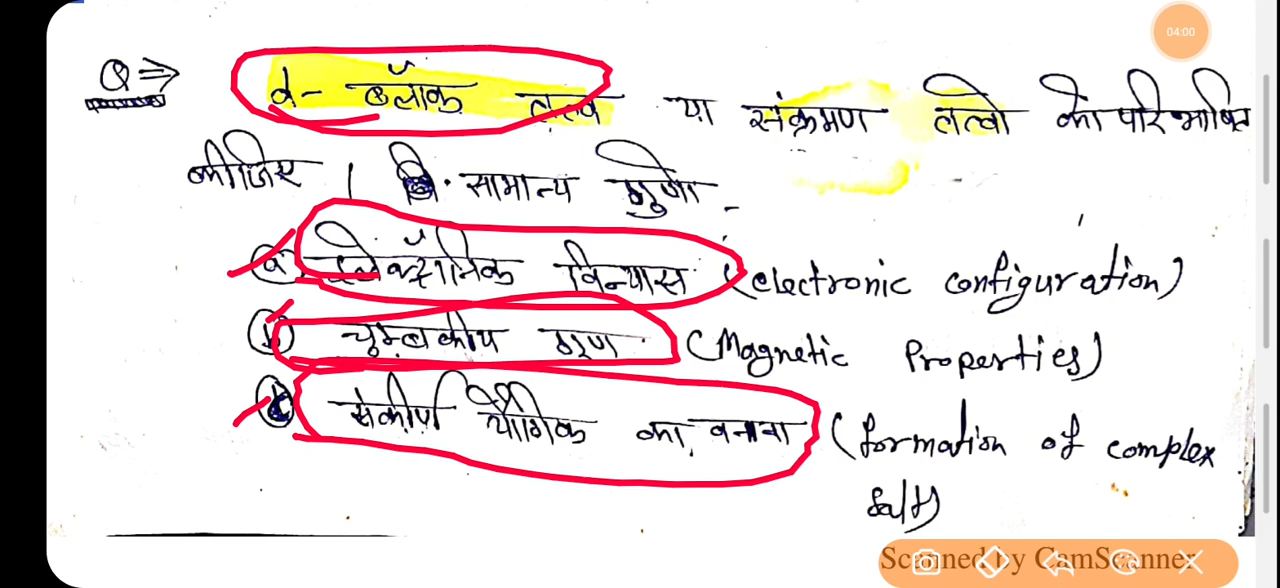 04:00
Q ⇒ d- ब्लॉक तत्व या संक्रमण तत्वो को परिभाषित
कीजिए । सामान्य गुणो -
(a) इलेक्ट्रॉनिक विन्यास (electronic configuration)
(b) चुम्बकीय गुण (Magnetic Properties)
(c) संकीर्ण यौगिक का बनाना (formation of complex
salt)
Scanned by CamScanner